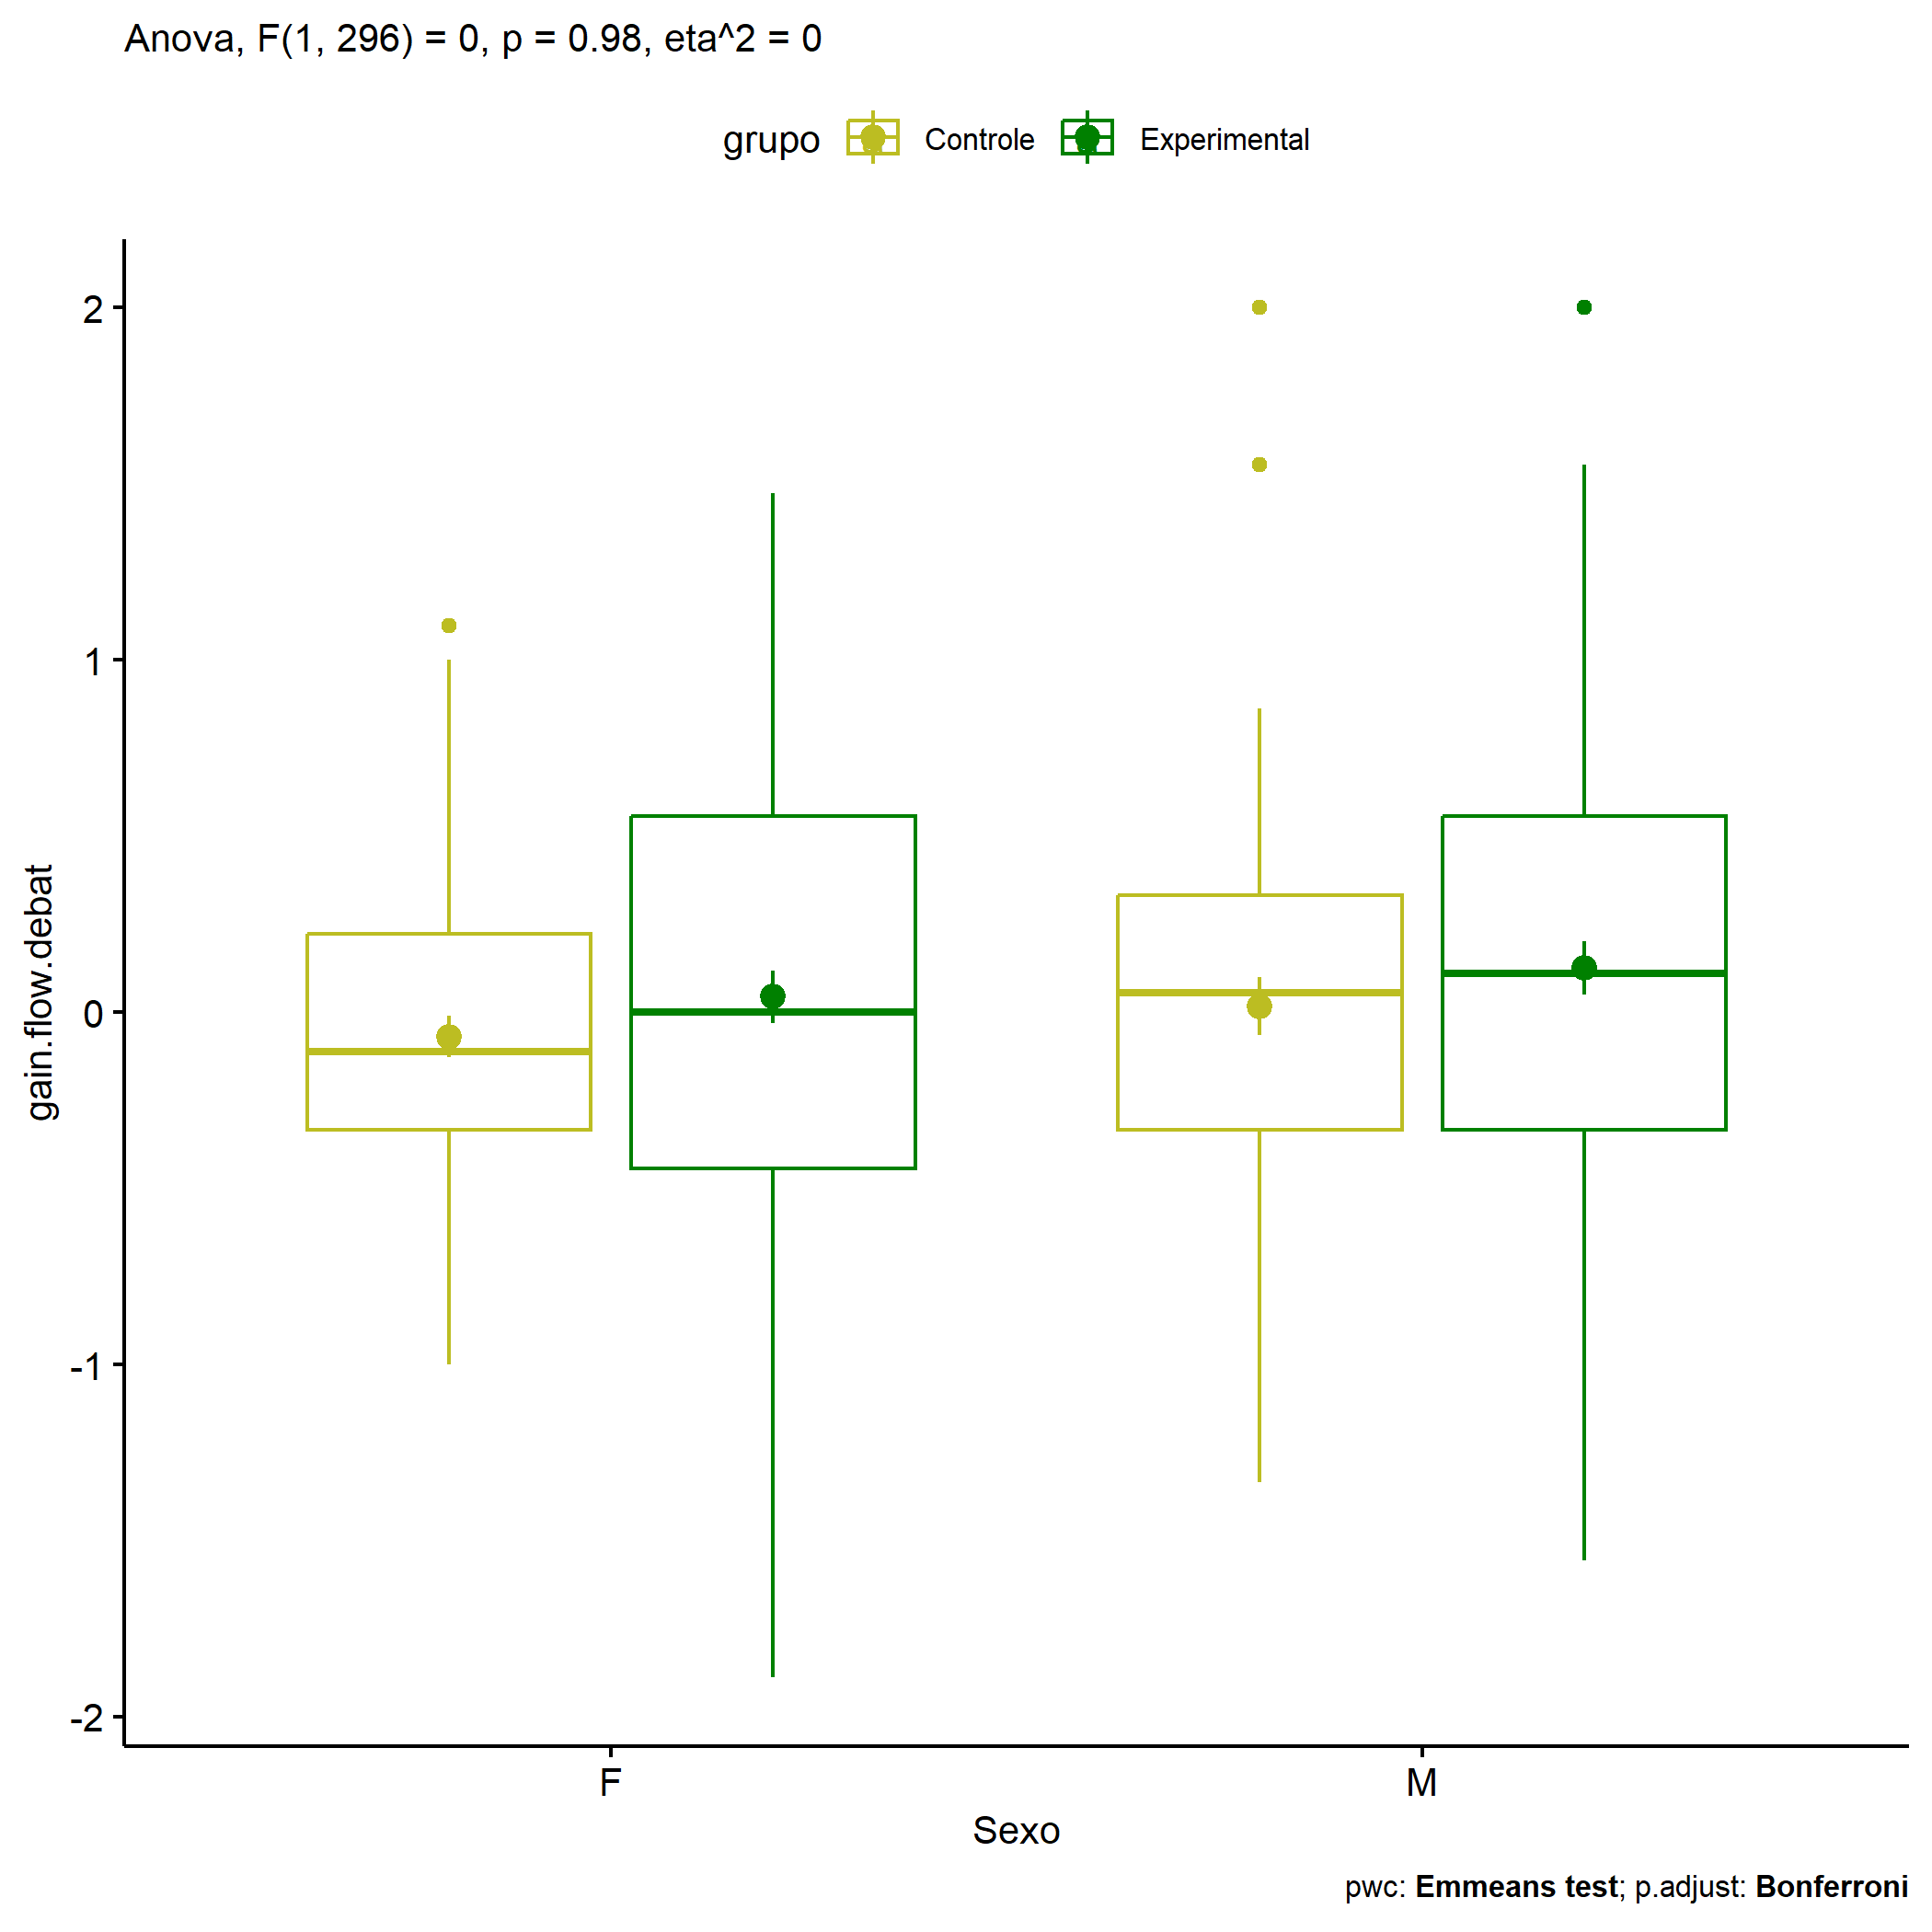 Anova, F(1, 296) = 0, p = 0.98, eta^2 = 0
grupo Controle Experimental
2
1
0
-1
-2
gain.flow.debat
F M
Sexo
pwc: Emmeans test; p.adjust: Bonferroni